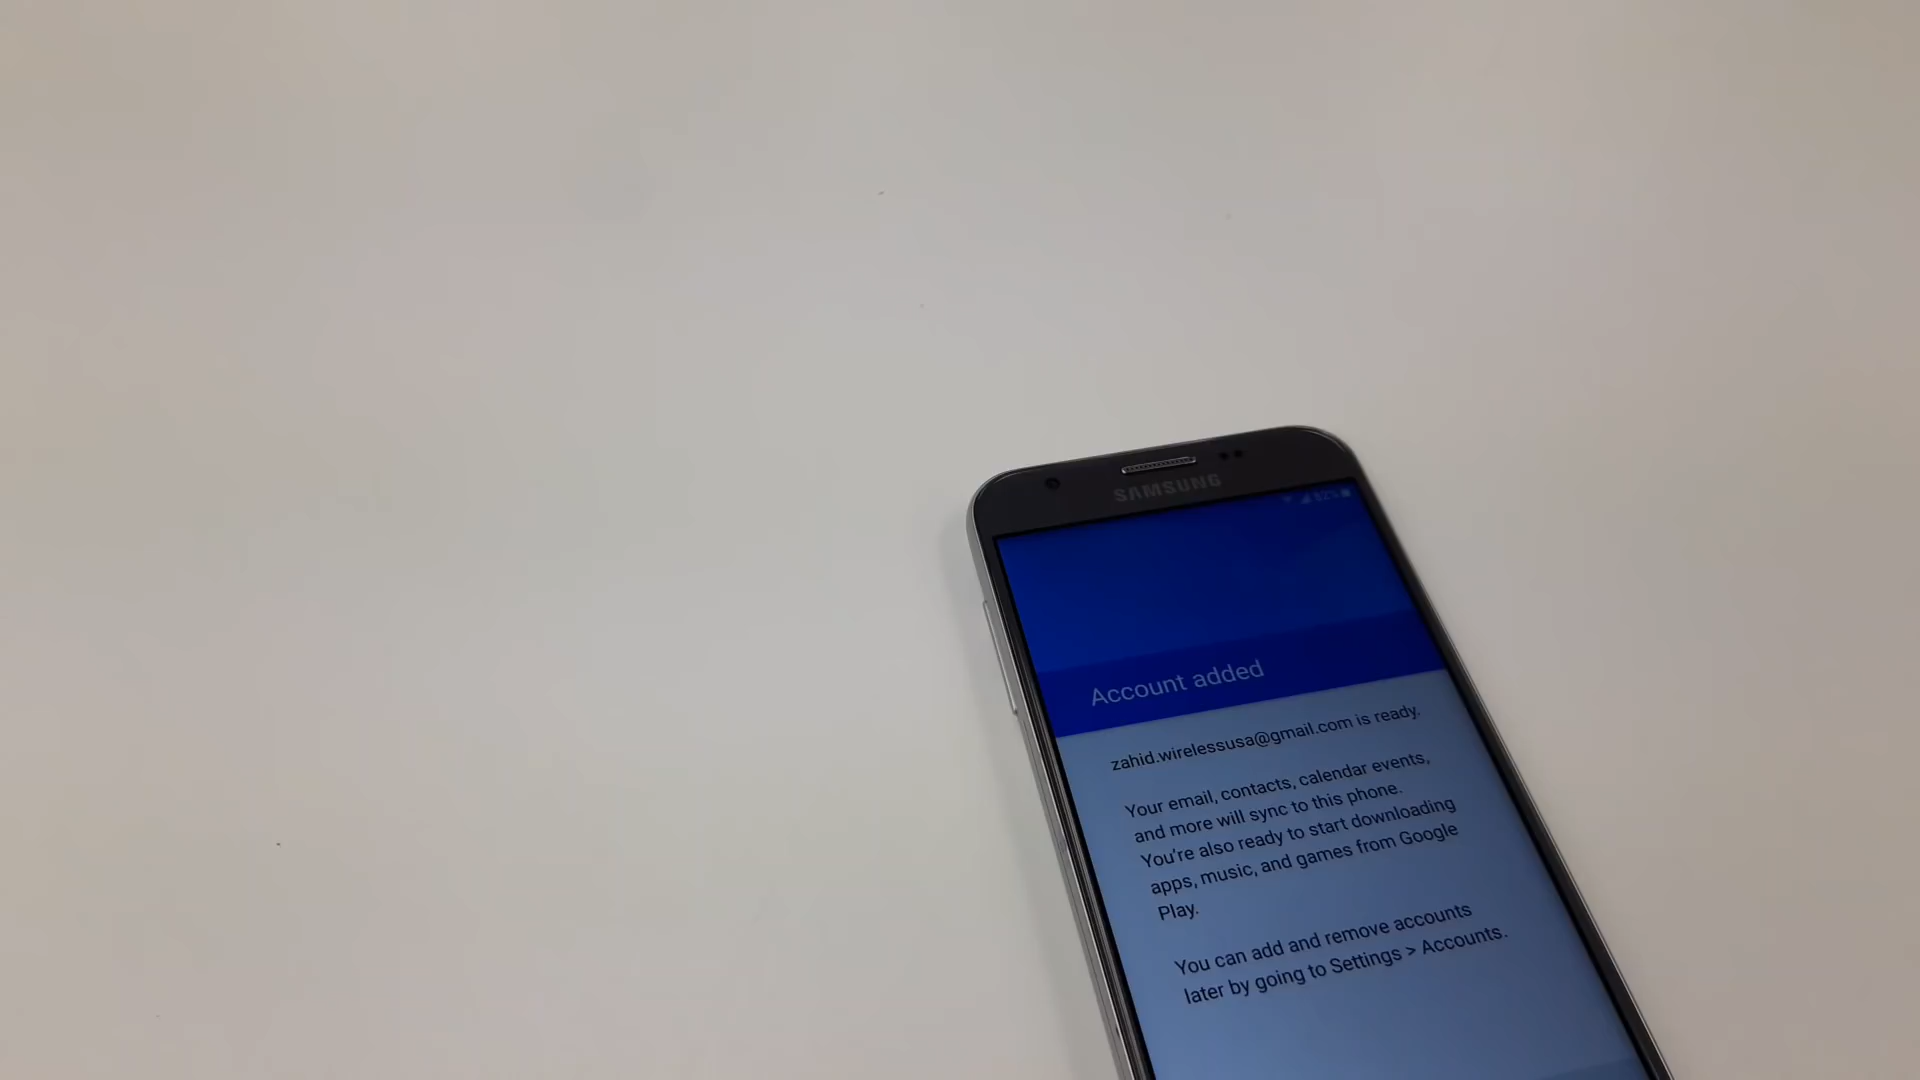 SAMSUNG
92%
Account added
zahid.wirelessusa@gmail.com is ready.
Your email, contacts, calendar events,
and more will sync to this phone.
You're also ready to start downloading
apps, music, and games from Google
Play.
You can add and remove accounts
later by going to Settings > Accounts.